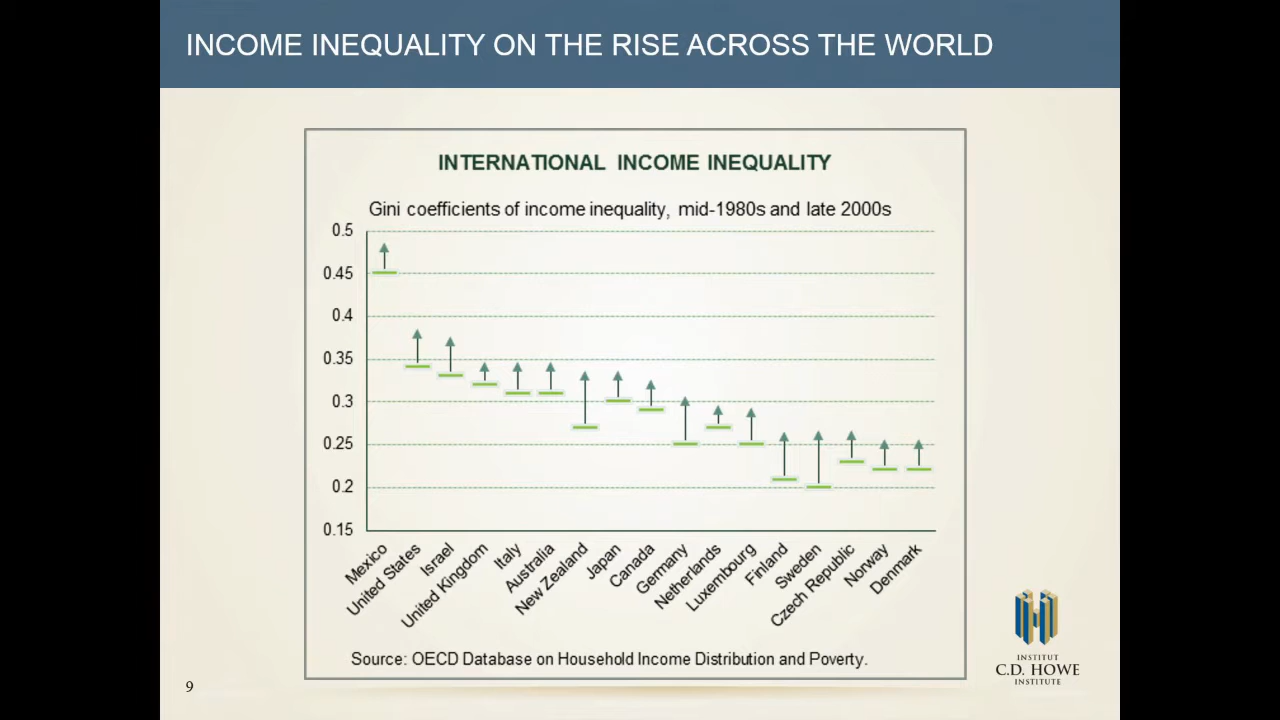 INCOME INEQUALITY ON THE RISE ACROSS THE WORLD
INTERNATIONAL INCOME INEQUALITY
Gini coefficients of income inequality, mid-1980s and late 2000s
0.5
0.45
0.4
0.35
0.3
0.25
0.2
0.15
Mexico
United States
Israel
United Kingdom
Italy
Australia
New Zealand
Japan
Canada
Germany
Netherlands
Luxembourg
Finland
Sweden
Czech Republic
Norway
Denmark
Source: OECD Database on Household Income Distribution and Poverty.
INSTITUT
C.D. HOWE
INSTITUTE
9